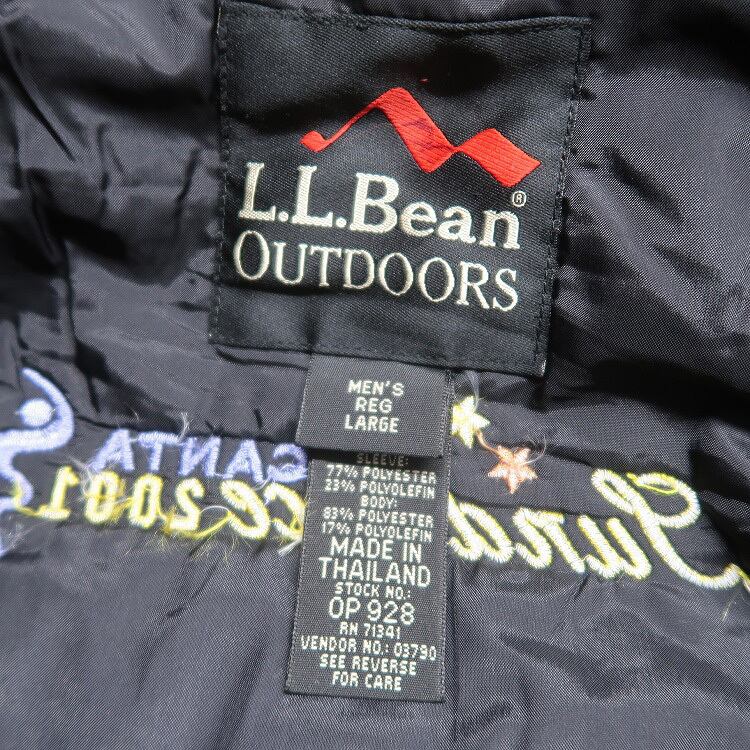 L.L.Bean®
OUTDOORS
MEN'S
REG
LARGE
SLEEVE:
77% POLYESTER
23% POLYOLEFIN
BODY:
83% POLYESTER
17% POLYOLEFIN
MADE IN
THAILAND
STOCK NO.:
OP 928
RN 71341
VENDOR NO.: 03790
SEE REVERSE
FOR CARE
SANTA
2001